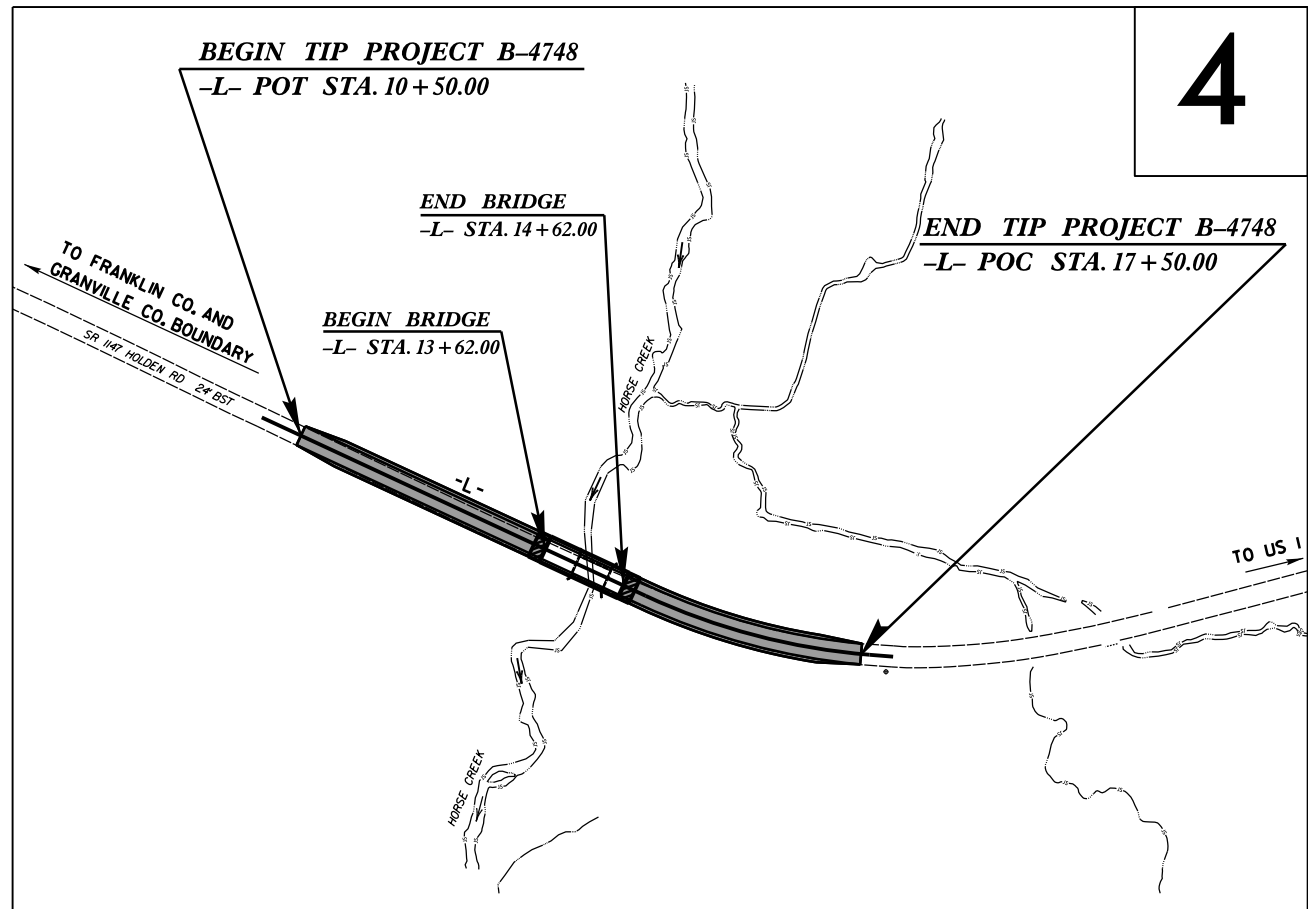 BEGIN TIP PROJECT B–4748
–L– POT STA. 10+50.00
4
END BRIDGE
–L– STA. 14+62.00
END TIP PROJECT B–4748
–L– POC STA. 17+50.00
TO FRANKLIN CO. AND
GRANVILLE CO. BOUNDARY
BEGIN BRIDGE
–L– STA. 13+62.00
SR 1147 HOLDEN RD 24' BST
HORSE CREEK
-L-
TO US 1
HORSE CREEK